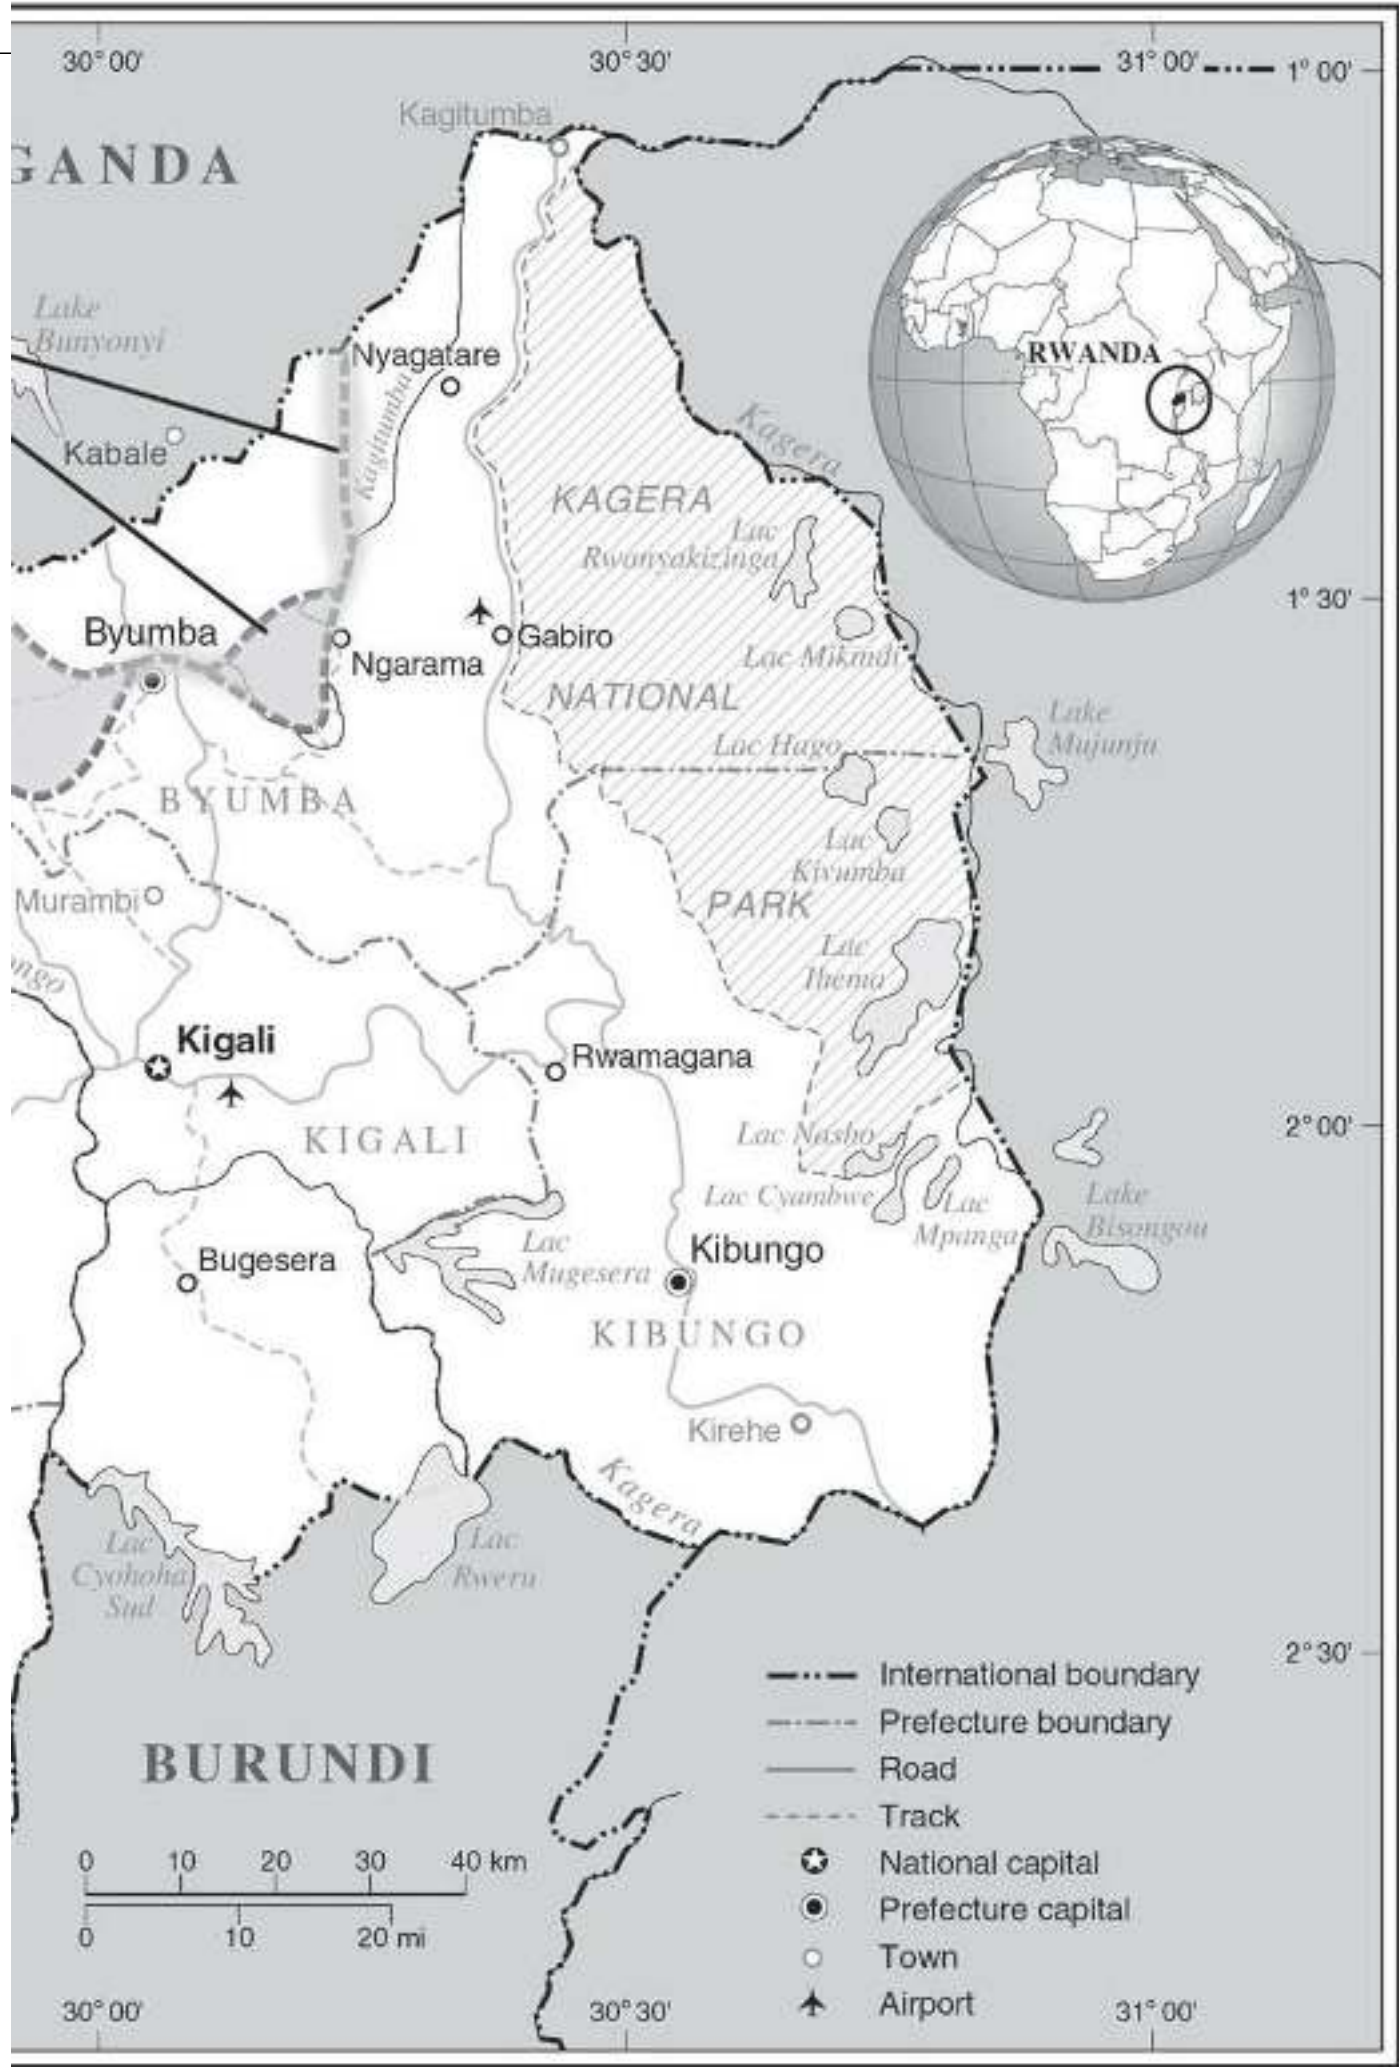 30° 00'
30° 30'
31° 00'
1° 00'
Kagitumba
GANDA
Lake
Bunyonyi
RWANDA
Nyagatare
Kagitumba
Kagera
Kabale
KAGERA
Lac
Rwanyakizinga
1° 30'
Byumba
Gabiro
Ngarama
Lac Mikindi
NATIONAL
Lake
Mujunju
Lac Hago
BYUMBA
Lac
Kivumba
Murambi
PARK
Lac
Ihema
ongo
Kigali
Rwamagana
KIGALI
Lac Nasho
2° 00'
Lac Cyambwe
Lac
Mpanga
Lake
Bisongou
Bugesera
Lac
Mugesera
Kibungo
KIBUNGO
Kirehe
Kagera
Lac
Cyohoha
Sud
Lac
Rweru
2° 30'
International boundary
BURUNDI
Prefecture boundary
Road
Track
0 10 20 30 40 km
National capital
Prefecture capital
0 10 20 mi
Town
Airport
30° 00'
30° 30'
31° 00'